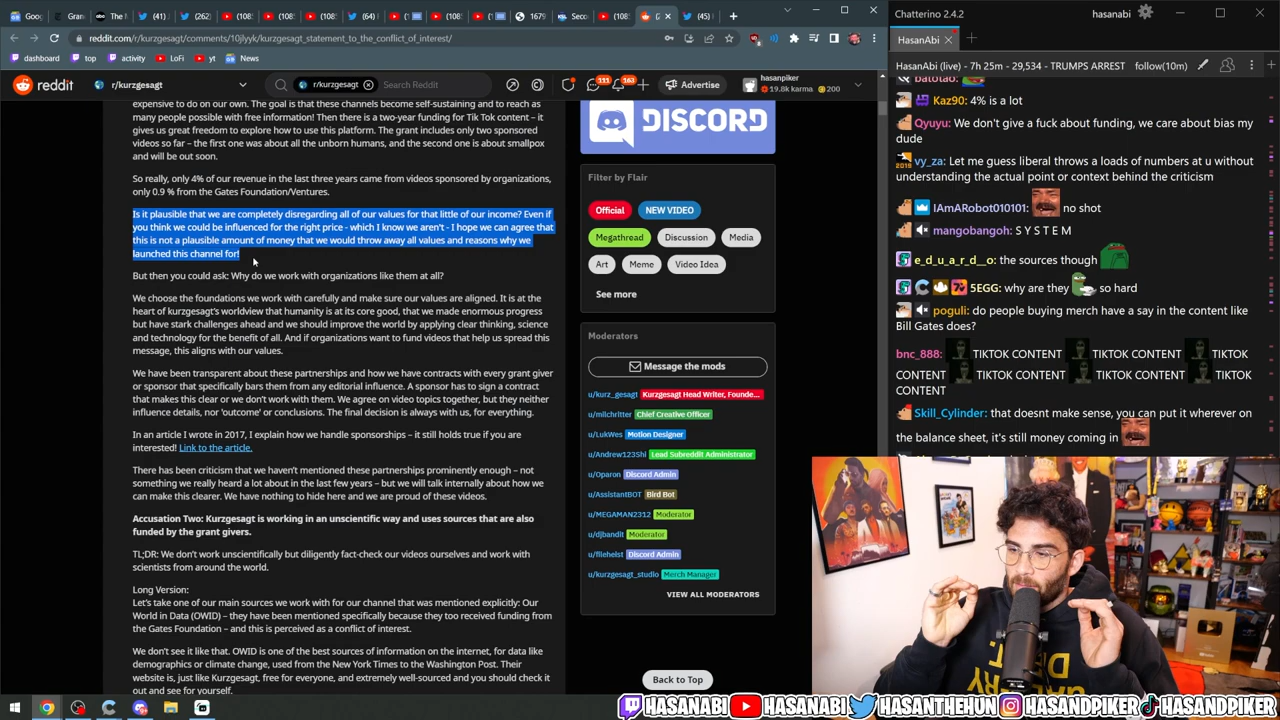 (41)
(262
(108
(108
(108
(64)
(108
1679
Seco
(108
(45)
reddit.com/r/kurzgesagt/comments/10jlyyk/kurzgesagt_statement_to_the_conflict_of_interest/
dashboard
top
activity
LoFi
yt
News
reddit
r/kurzgesagt
r/kurzgesagt
Search Reddit
111
163
Advertise
hasanpiker
19.8k karma
200
expensive to do on our own. The goal is that these channels become self-sustaining and to reach as
many people possible with free information! Then there is a two-year funding for Tik Tok content – it
gives us great freedom to explore how to use this platform. The grant includes only two sponsored
videos so far – the first one was about all the unborn humans, and the second one is about smallpox
and will be out soon.
So really, only 4% of our revenue in the last three years came from videos sponsored by organizations,
only 0.9 % from the Gates Foundation/Ventures.
Is it plausible that we are completely disregarding all of our values for that little of our income? Even if
you think we could be influenced for the right price - which I know we aren't - I hope we can agree that
this is not a plausible amount of money that we would throw away all values and reasons why we
launched this channel for!
But then you could ask: Why do we work with organizations like them at all?
We choose the foundations we work with carefully and make sure our values are aligned. It is at the
heart of kurzgesagt's worldview that humanity is at its core good, that we made enormous progress
but have stark challenges ahead and we should improve the world by applying clear thinking, science
and technology for the benefit of all. And if organizations want to fund videos that help us spread this
message, this aligns with our values.
We have been transparent about these partnerships and how we have contracts with every grant giver
or sponsor that specifically bars them from any editorial influence. A sponsor has to sign a contract
that makes this clear or we don't work with them. We agree on video topics together, but they neither
influence details, nor 'outcome' or conclusions. The final decision is always with us, for everything.
In an article I wrote in 2017, I explain how we handle sponsorships – it still holds true if you are
interested! Link to the article.
There has been criticism that we haven't mentioned these partnerships prominently enough – not
something we really heard a lot about in the last few years – but we will talk internally about how we
can make this clearer. We have nothing to hide here and we are proud of these videos.
Accusation Two: Kurzgesagt is working in an unscientific way and uses sources that are also
funded by the grant givers.
TL;DR: We don't work unscientifically but diligently fact-check our videos ourselves and work with
scientists from around the world.
Long Version:
Let's take one of our main sources we work with for our channel that was mentioned explicitly: Our
World in Data (OWID) – they have been mentioned specifically because they too received funding from
the Gates Foundation – and this is perceived as a conflict of interest.
We don't see it like that. OWID is one of the best sources of information on the internet, for data like
demographics or climate change, used from the New York Times to the Washington Post. Their
website is, just like Kurzgesagt, free for everyone, and extremely well-sourced and you should check it
out and see for yourself.
DISCORD
Filter by Flair
Official
NEW VIDEO
Megathread
Discussion
Media
Art
Meme
Video Idea
See more
Moderators
Message the mods
u/kurz_gesagt Kurzgesagt Head Writer, Founde...
u/milchritter Chief Creative Officer
u/LukWes Motion Designer
u/Andrew123Shi Lead Subreddit Administrator
u/Oparon Discord Admin
u/AssistantBOT Bird Bot
u/MEGAMAN2312 Moderator
u/djbandit Moderator
u/fileheist Discord Admin
u/kurzgesagt_studio Merch Manager
VIEW ALL MODERATORS
Back to Top
Chatterino 2.4.2
hasanabi
HasanAbi
HasanAbi (live) - 7h 25m - 29,534 - TRUMPS ARREST
follow(10m)
batotao:
Kaz90: 4% is a lot
Qyuyu: We don't give a fuck about funding, we care about bias my
dude
vy_za: Let me guess liberal throws a loads of numbers at u without
understanding the actual point or context behind the criticism
IAmARobot010101: no shot
mangobangoh: S Y S T E M
e_d_u_a_r_d__o: the sources though
5EGG: why are they so hard
poguli: do people buying merch have a say in the content like
Bill Gates does?
bnc_888: TIKTOK CONTENT TIKTOK CONTENT TIKTOK
CONTENT TIKTOK CONTENT TIKTOK CONTENT TIKTOK
CONTENT
Skill_Cylinder: that doesnt make sense, you can put it wherever on
the balance sheet, it's still money coming in
HASANABI
HASANABI
HASANTHEHUN
HASANDPIKER
HASANDPIKER